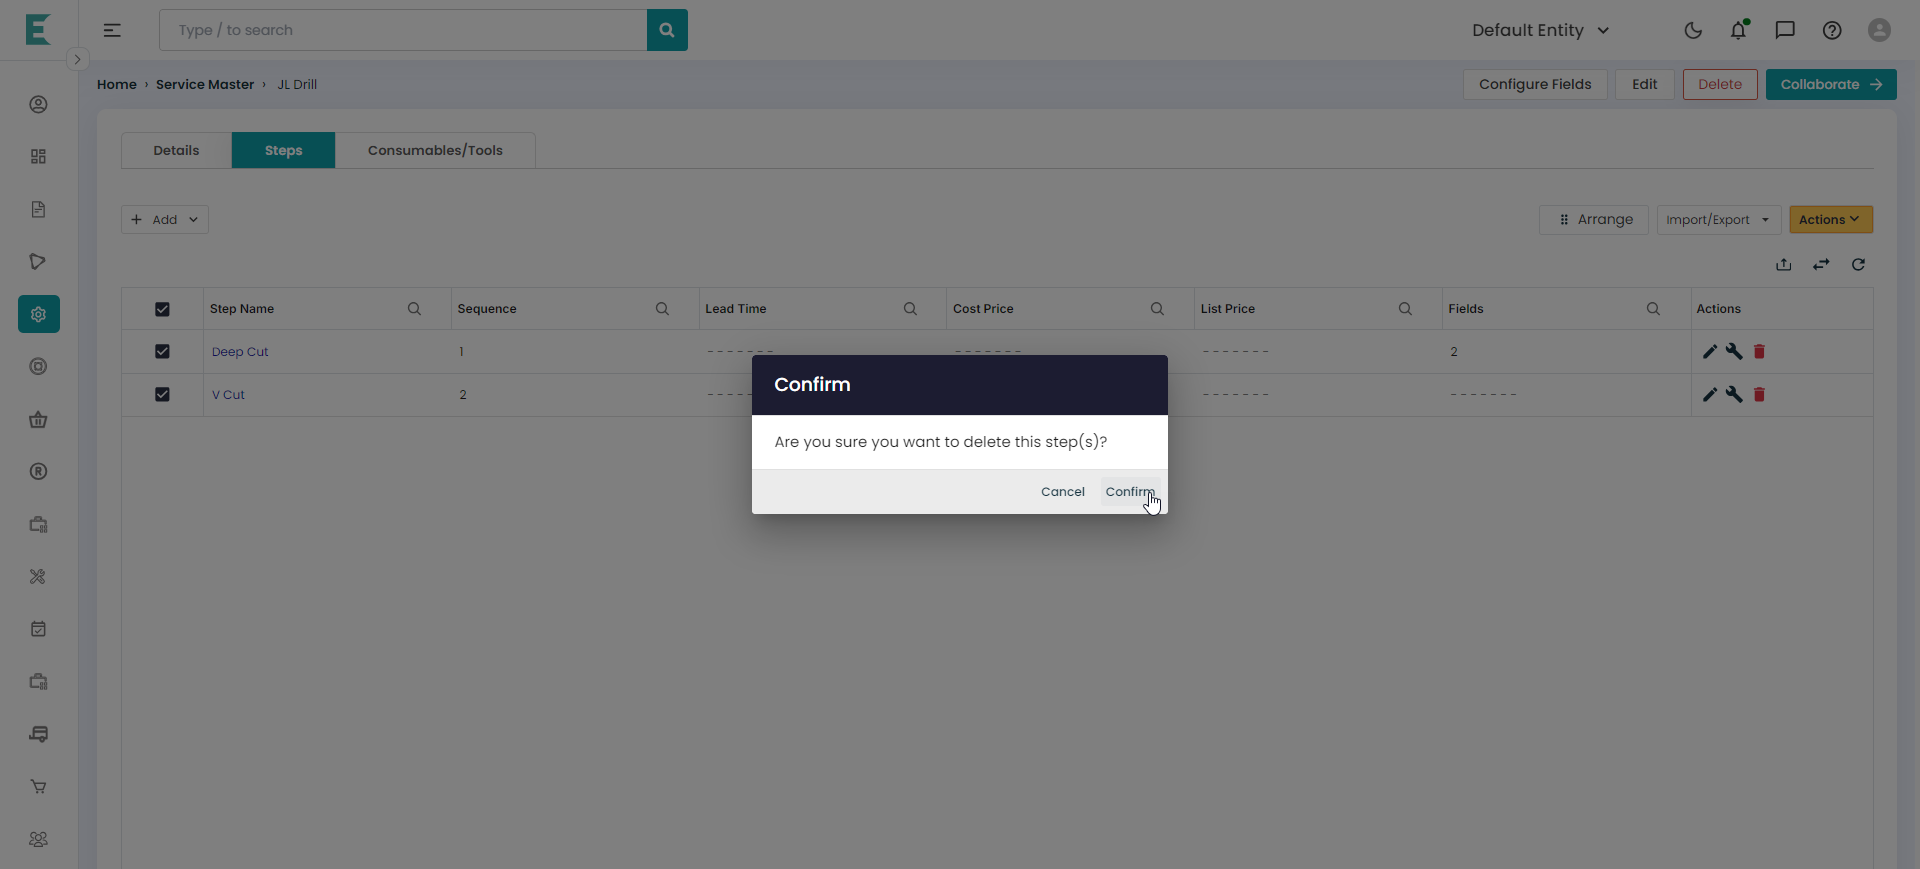 Type / to search
Default Entity
Home › Service Master › JL Drill
Configure Fields
Edit
Delete
Collaborate
Details
Steps
Consumables/Tools
+ Add
Arrange
Import/Export
Actions
Step Name
Sequence
Lead Time
Cost Price
List Price
Fields
Actions
Deep Cut
1
-------
-------
-------
2
V Cut
2
-------
-------
Confirm
Are you sure you want to delete this step(s)?
Cancel
Confirm